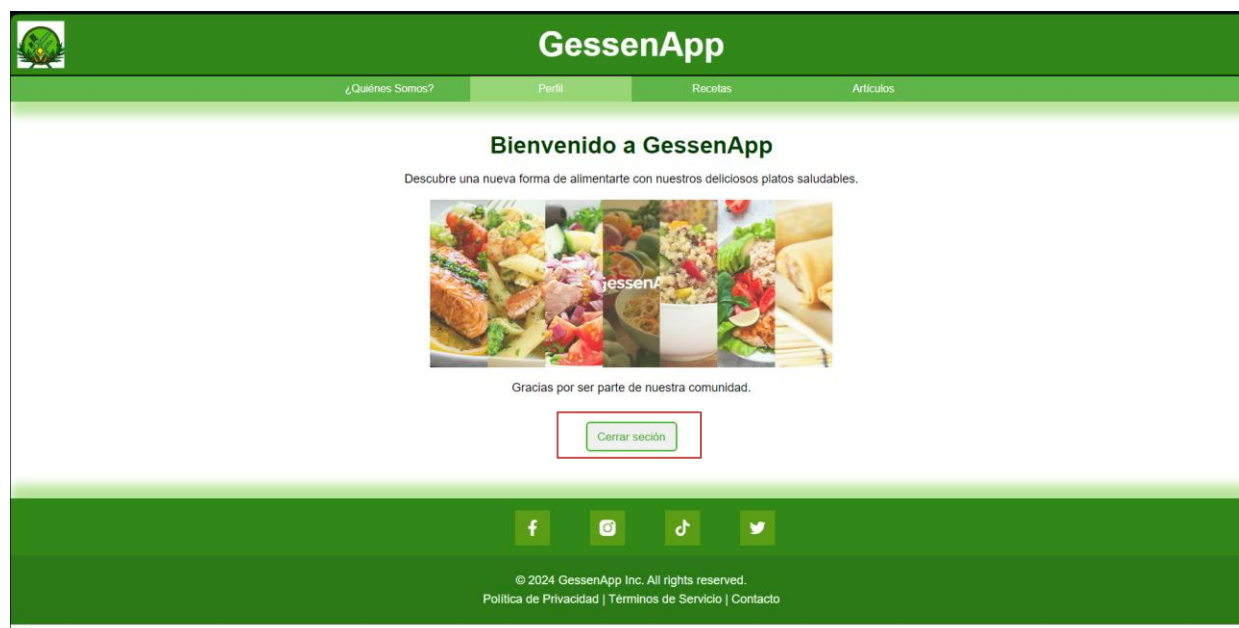 GessenApp
¿Quiénes Somos? Perfil Recetas Artículos
Bienvenido a GessenApp
Descubre una nueva forma de alimentarte con nuestros deliciosos platos saludables.
Gracias por ser parte de nuestra comunidad.
Cerrar seción
© 2024 GessenApp Inc. All rights reserved.
Política de Privacidad | Términos de Servicio | Contacto